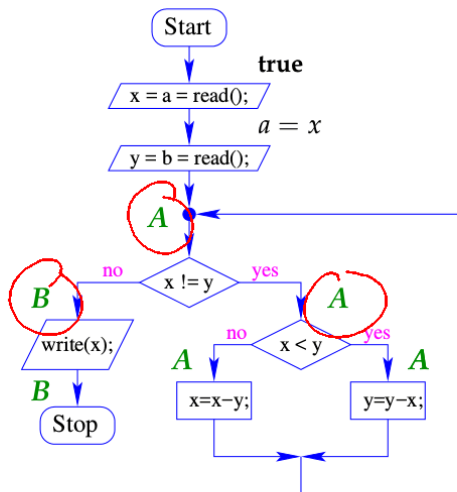 Start
true
x = a = read();
a = x
y = b = read();
A
no
x != y
yes
B
A
write(x);
no
x < y
yes
B
A
A
x=x−y;
y=y−x;
Stop